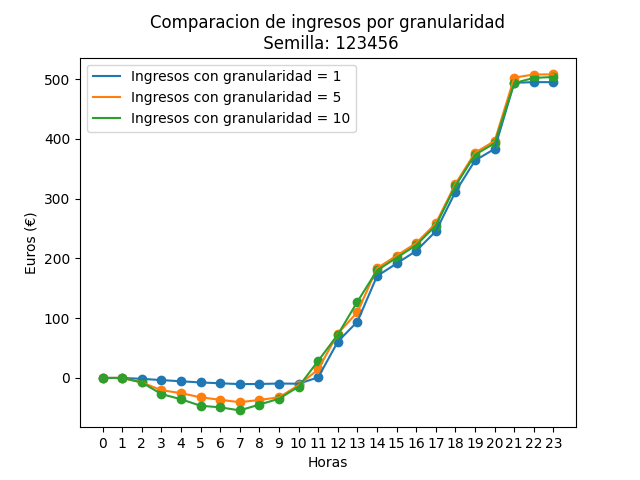 Comparacion de ingresos por granularidad
Semilla: 123456
Ingresos con granularidad = 1
Ingresos con granularidad = 5
Ingresos con granularidad = 10
Euros (€)
500
400
300
200
100
0
0 1 2 3 4 5 6 7 8 9 10 11 12 13 14 15 16 17 18 19 20 21 22 23
Horas